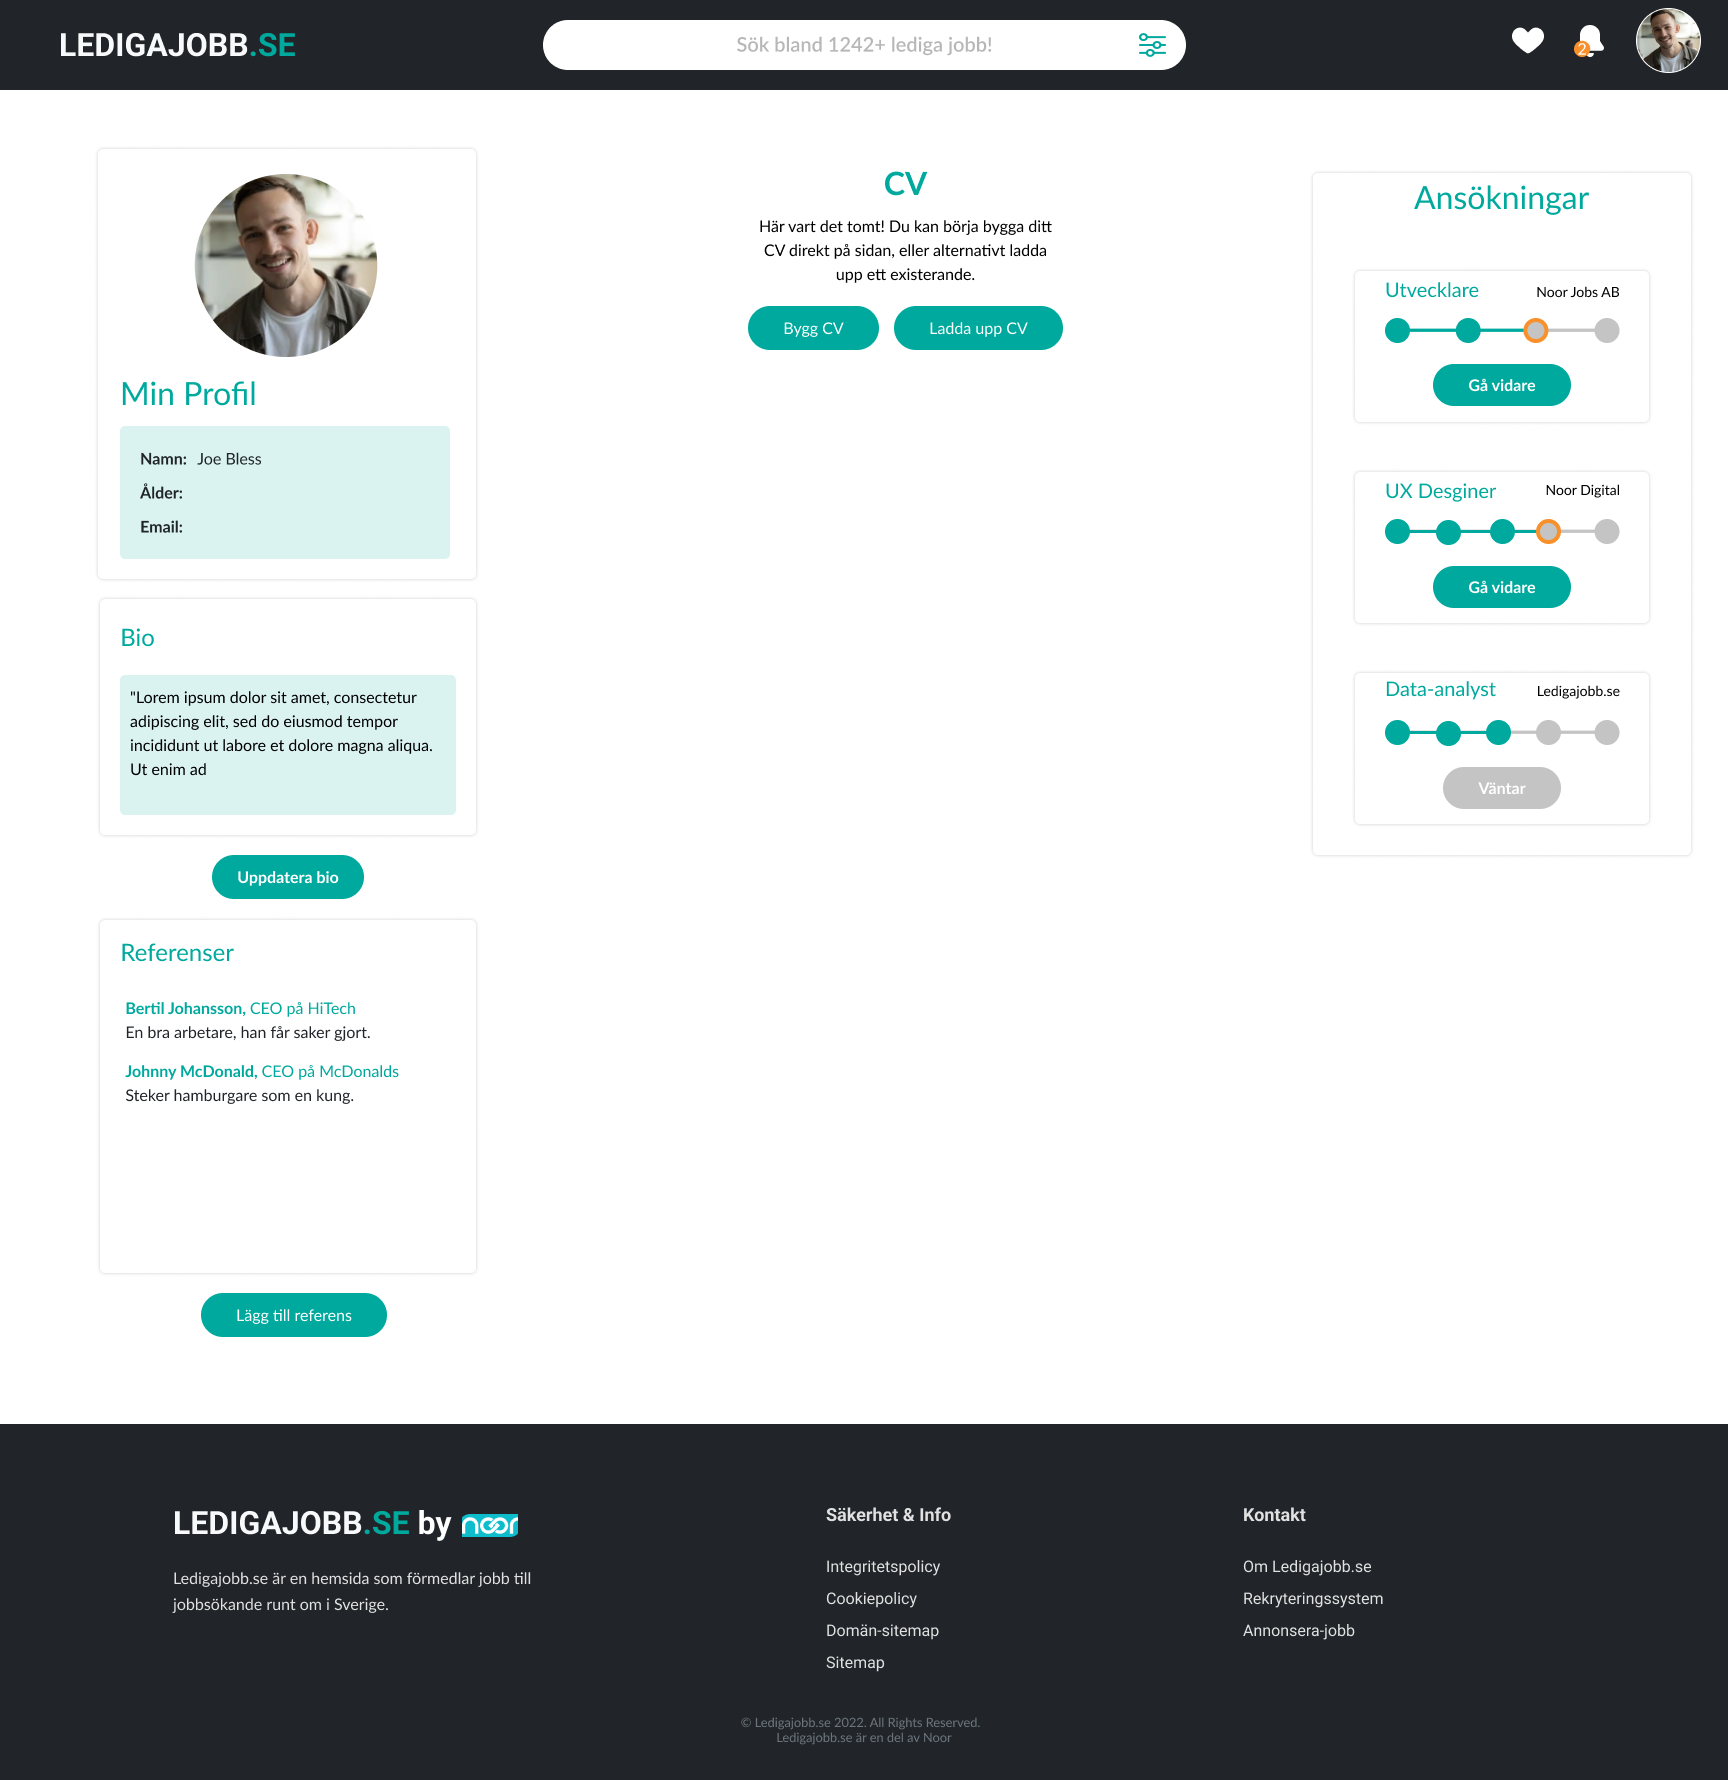 LEDIGAJOBB.SE
Sök bland 1242+ lediga jobb!
2
Min Profil
Namn: Joe Bless
Ålder:
Email:
Bio
"Lorem ipsum dolor sit amet, consectetur
adipiscing elit, sed do eiusmod tempor
incididunt ut labore et dolore magna aliqua.
Ut enim ad
Uppdatera bio
Referenser
Bertil Johansson, CEO på HiTech
En bra arbetare, han får saker gjort.
Johnny McDonald, CEO på McDonalds
Steker hamburgare som en kung.
Lägg till referens
CV
Här vart det tomt! Du kan börja bygga ditt
CV direkt på sidan, eller alternativt ladda
upp ett existerande.
Bygg CV
Ladda upp CV
Ansökningar
Utvecklare
Noor Jobs AB
Gå vidare
UX Desginer
Noor Digital
Gå vidare
Data-analyst
Ledigajobb.se
Väntar
LEDIGAJOBB.SE by noor
Ledigajobb.se är en hemsida som förmedlar jobb till
jobbsökande runt om i Sverige.
Säkerhet & Info
Integritetspolicy
Cookiepolicy
Domän-sitemap
Sitemap
Kontakt
Om Ledigajobb.se
Rekryteringssystem
Annonsera-jobb
© Ledigajobb.se 2022. All Rights Reserved.
Ledigajobb.se är en del av Noor